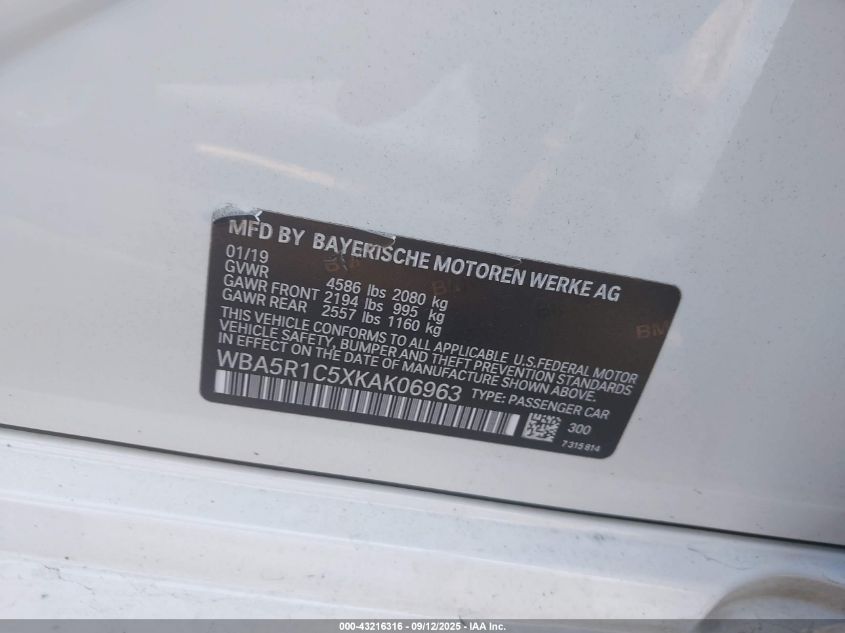 MFD BY BAYERISCHE MOTOREN WERKE AG
01/19
GVWR 4586 lbs 2080 kg
GAWR FRONT 2194 lbs 995 kg
GAWR REAR 2557 lbs 1160 kg
THIS VEHICLE CONFORMS TO ALL APPLICABLE U.S.FEDERAL MOTOR
VEHICLE SAFETY, BUMPER AND THEFT PREVENTION STANDARDS
IN EFFECT ON THE DATE OF MANUFACTURE SHOWN ABOVE.
WBA5R1C5XKAK06963 TYPE: PASSENGER CAR
300
7315814
000-43216316 - 09/12/2025 - IAA Inc.